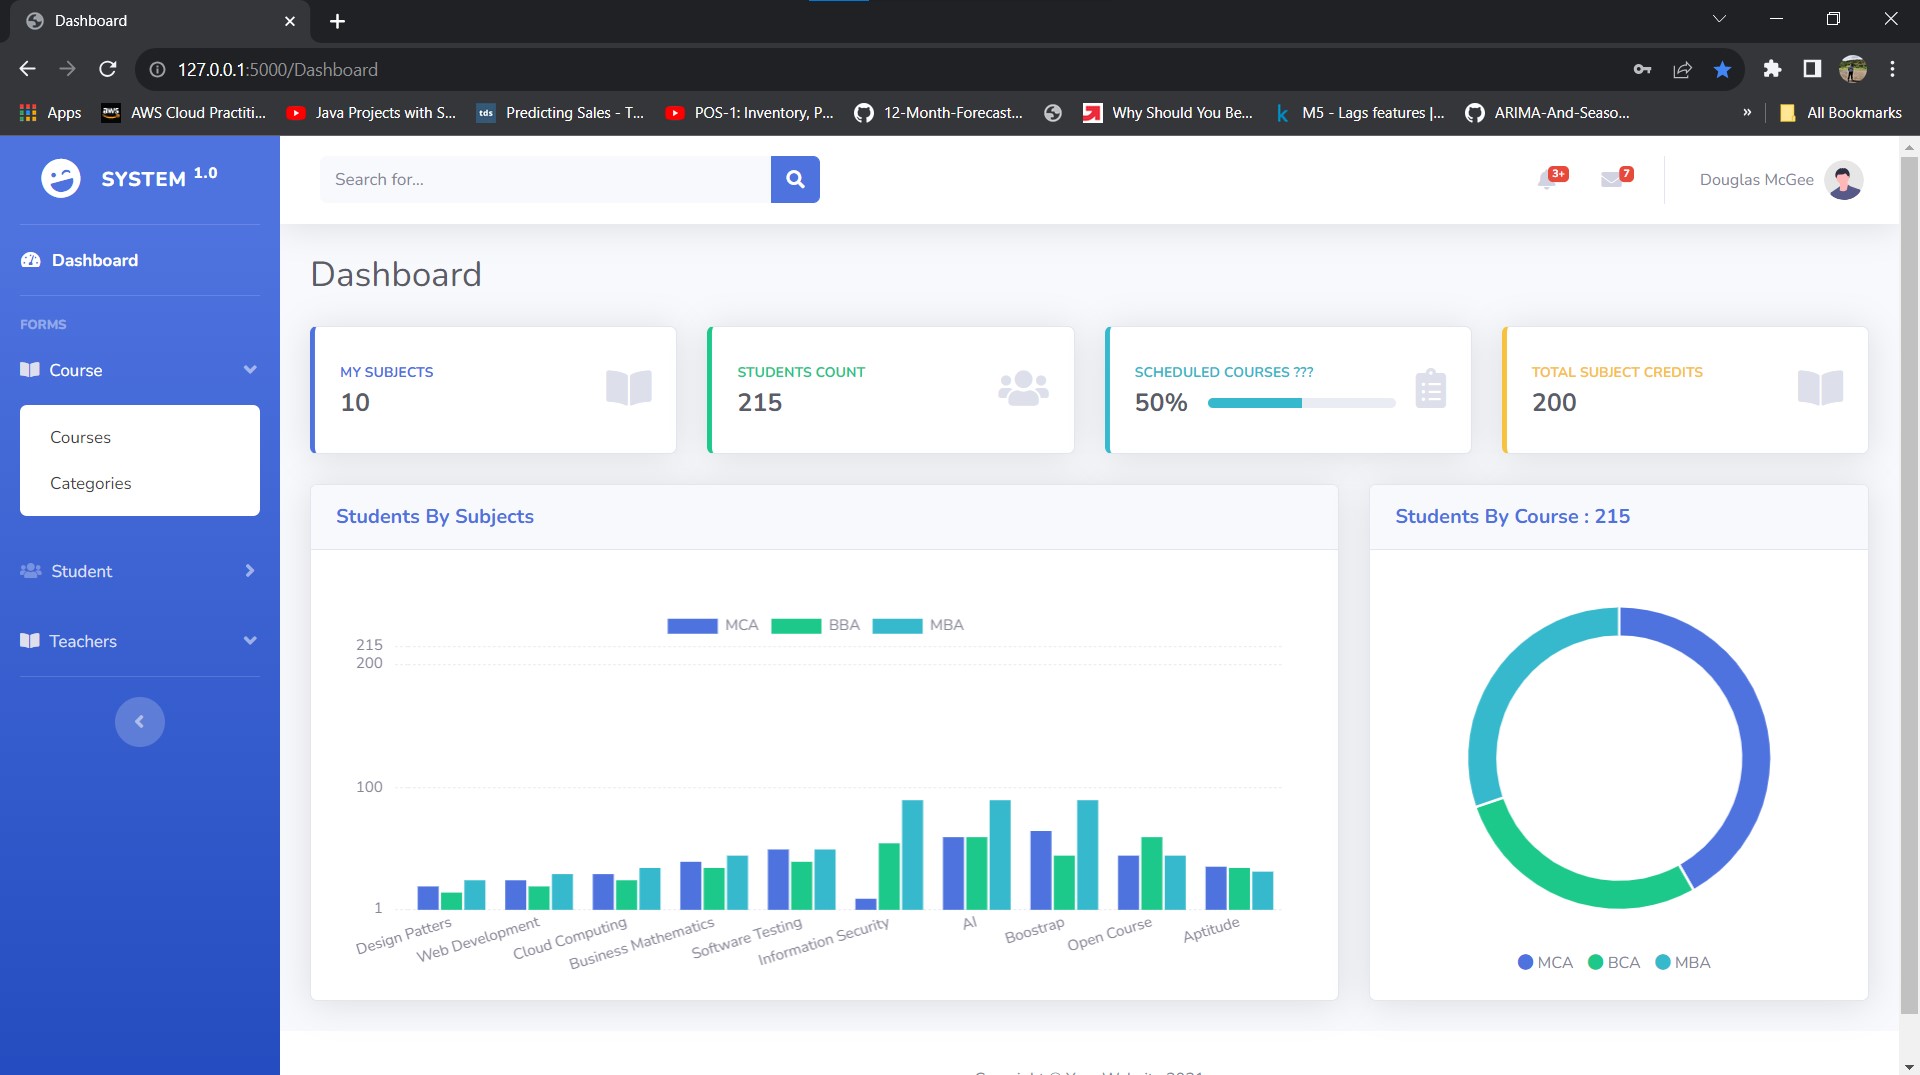 Dashboard
127.0.0.1:5000/Dashboard
Apps
aws
AWS Cloud Practiti...
Java Projects with S...
tds
Predicting Sales - T...
POS-1: Inventory, P...
12-Month-Forecast...
Why Should You Be...
k
M5 - Lags features |...
ARIMA-And-Seaso...
»
All Bookmarks
SYSTEM 1.0
Search for...
3+
7
Douglas McGee
Dashboard
FORMS
Course
Courses
Categories
Student
Teachers
Dashboard
MY SUBJECTS
10
STUDENTS COUNT
215
SCHEDULED COURSES ???
50%
TOTAL SUBJECT CREDITS
200
Students By Subjects
MCA BBA MBA
215
200
100
1
Design Patters
Web Development
Cloud Computing
Business Mathematics
Software Testing
Information Security
AI
Boostrap
Open Course
Aptitude
Students By Course : 215
MCA BCA MBA